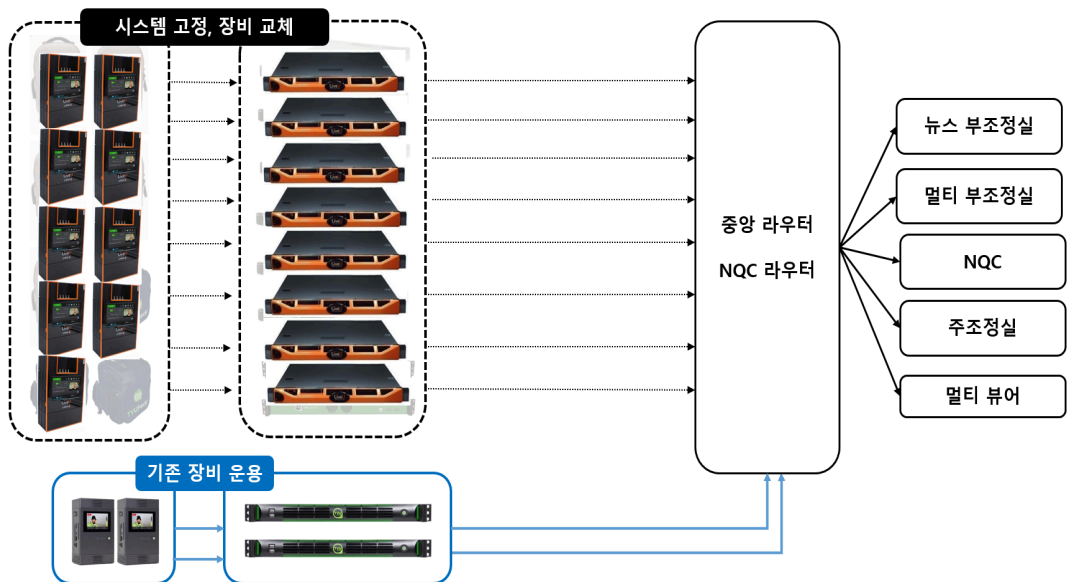 시스템 고정, 장비 교체
중앙 라우터
NQC 라우터
뉴스 부조정실
멀티 부조정실
NQC
주조정실
멀티 뷰어
기존 장비 운용